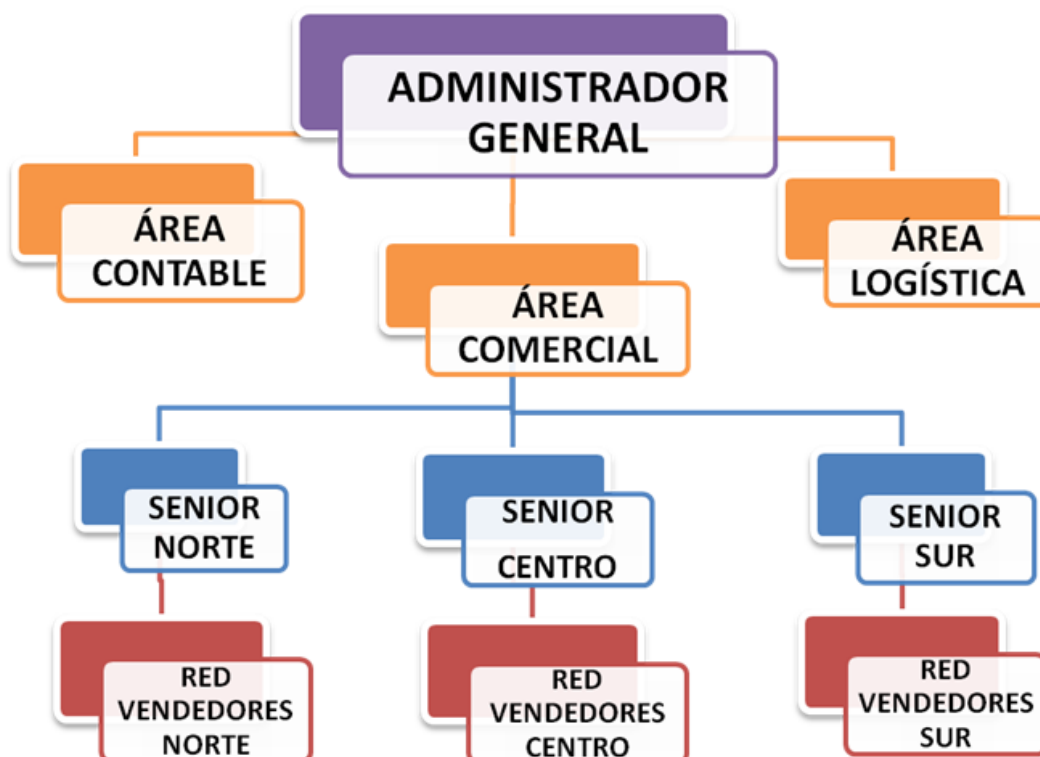 ADMINISTRADOR
GENERAL
ÁREA
CONTABLE
ÁREA
COMERCIAL
ÁREA
LOGÍSTICA
SENIOR
NORTE
SENIOR
CENTRO
SENIOR
SUR
RED
VENDEDORES
NORTE
RED
VENDEDORES
CENTRO
RED
VENDEDORES
SUR